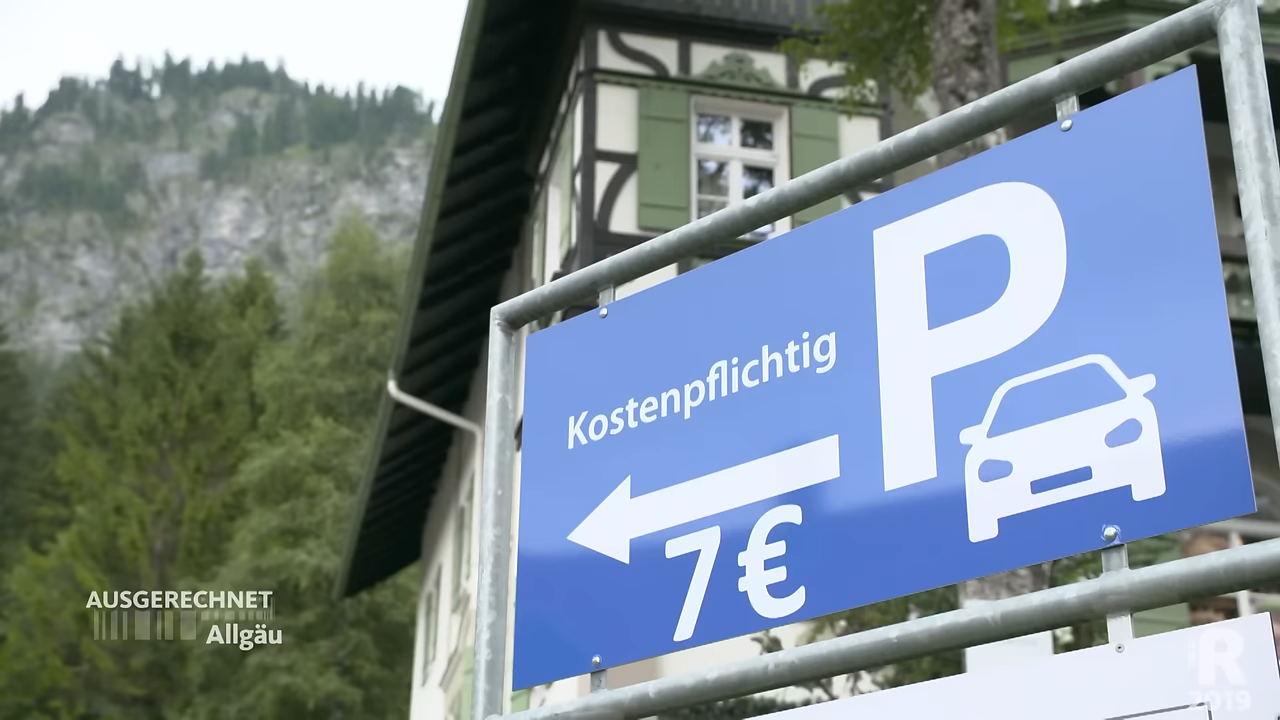 P
Kostenpflichtig
7 €
AUSGERECHNET
Allgäu
R
2019